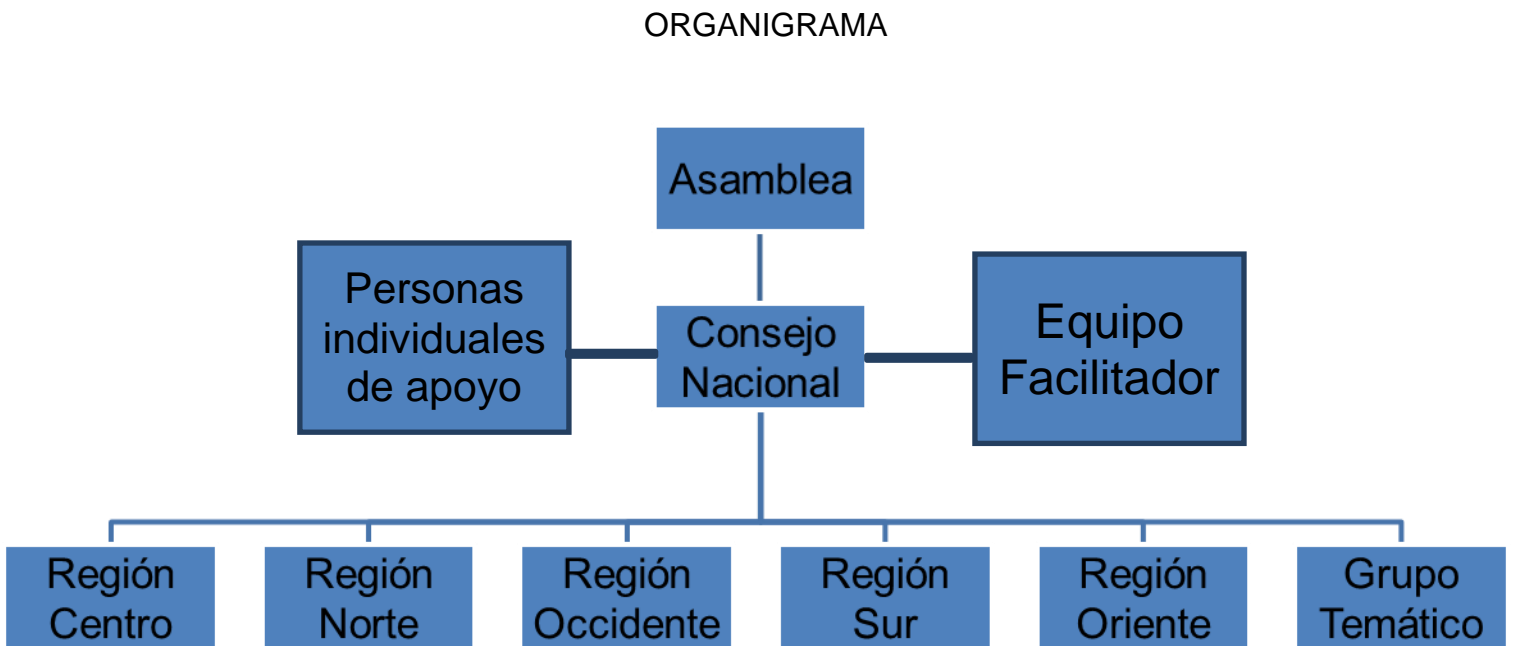 ORGANIGRAMA
Asamblea
Personas
individuales
de apoyo
Consejo
Nacional
Equipo
Facilitador
Región
Centro
Región
Norte
Región
Occidente
Región
Sur
Región
Oriente
Grupo
Temático